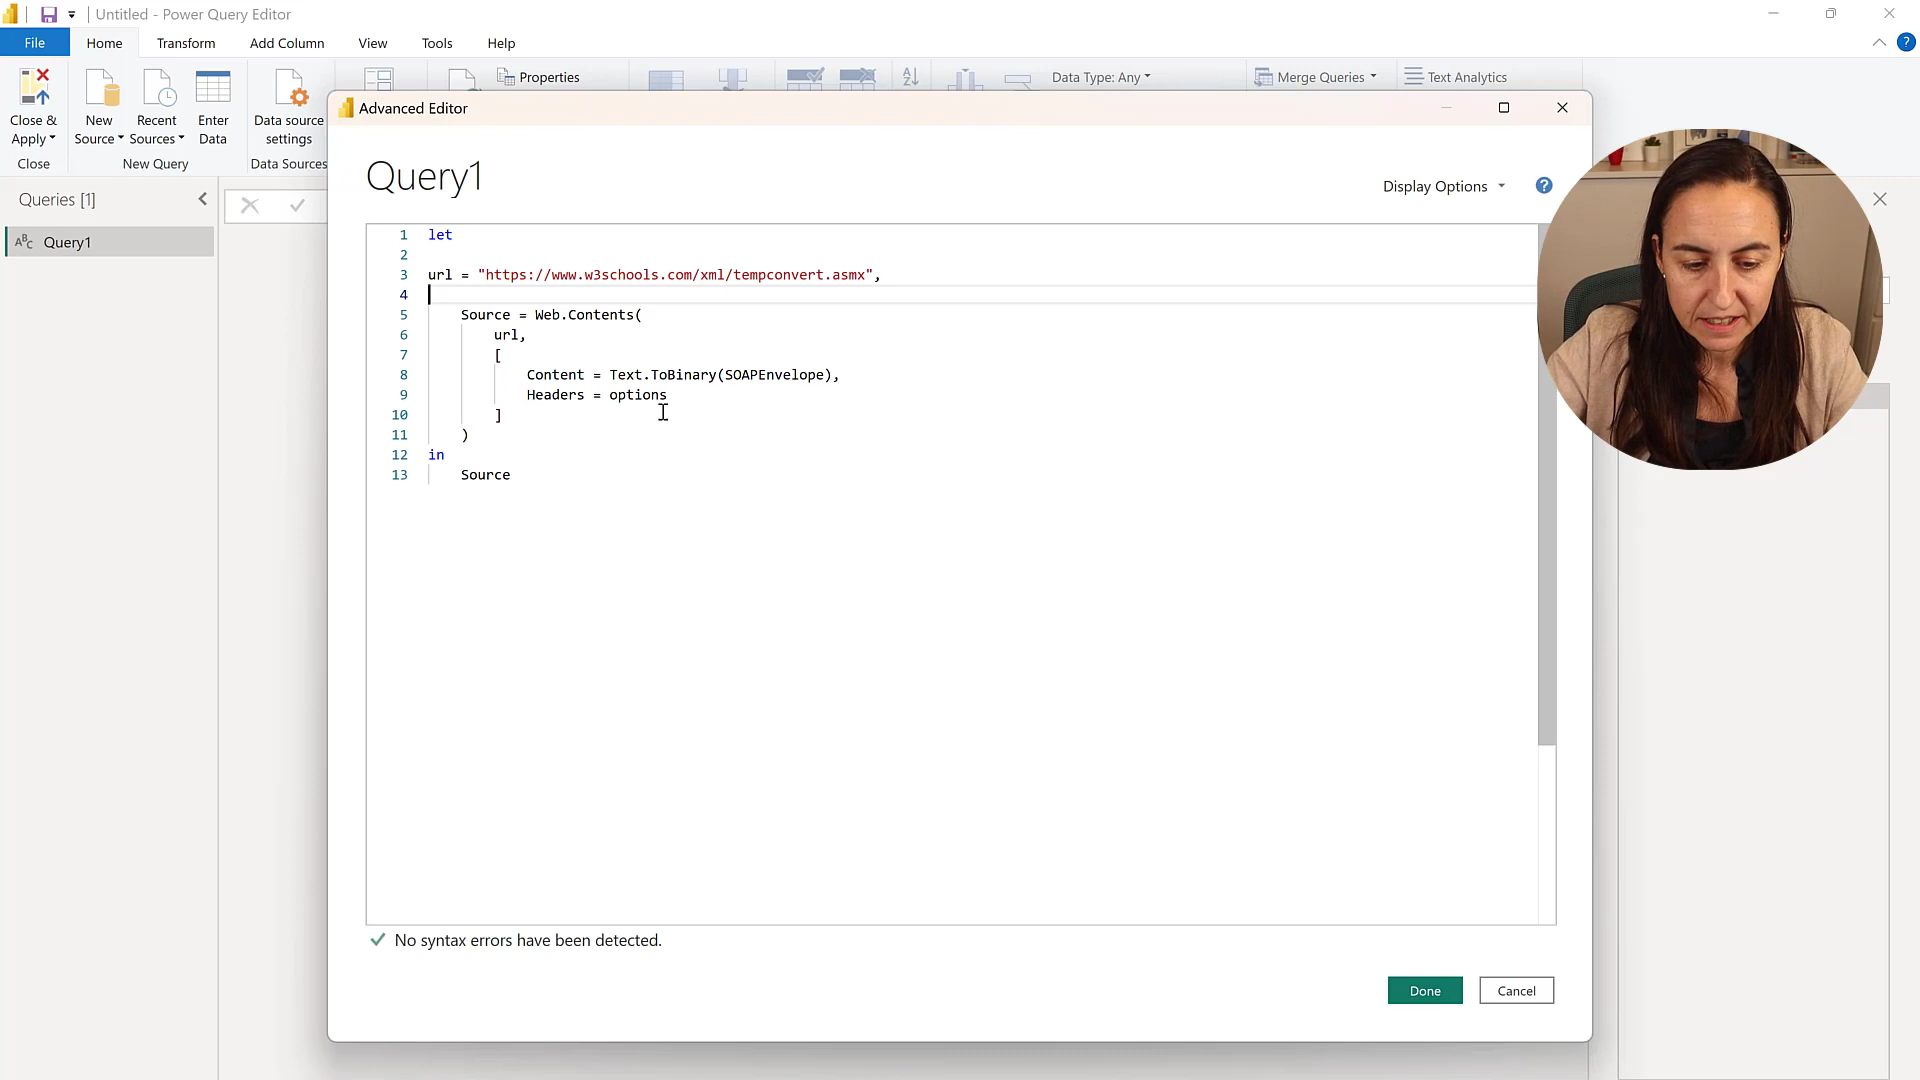 Untitled - Power Query Editor
File Home Transform Add Column View Tools Help
Close & Apply
New Source
Recent Sources
Enter Data
Data source settings
Properties
Data Type: Any
Merge Queries
Text Analytics
Close
New Query
Data Sources
Advanced Editor
Queries [1]
ABC Query1
Query1
Display Options
?
1 let
2
3 url = "https://www.w3schools.com/xml/tempconvert.asmx",
4
5 Source = Web.Contents(
6 url,
7 [
8 Content = Text.ToBinary(SOAPEnvelope),
9 Headers = options
10 ]
11 )
12 in
13 Source
No syntax errors have been detected.
Done
Cancel